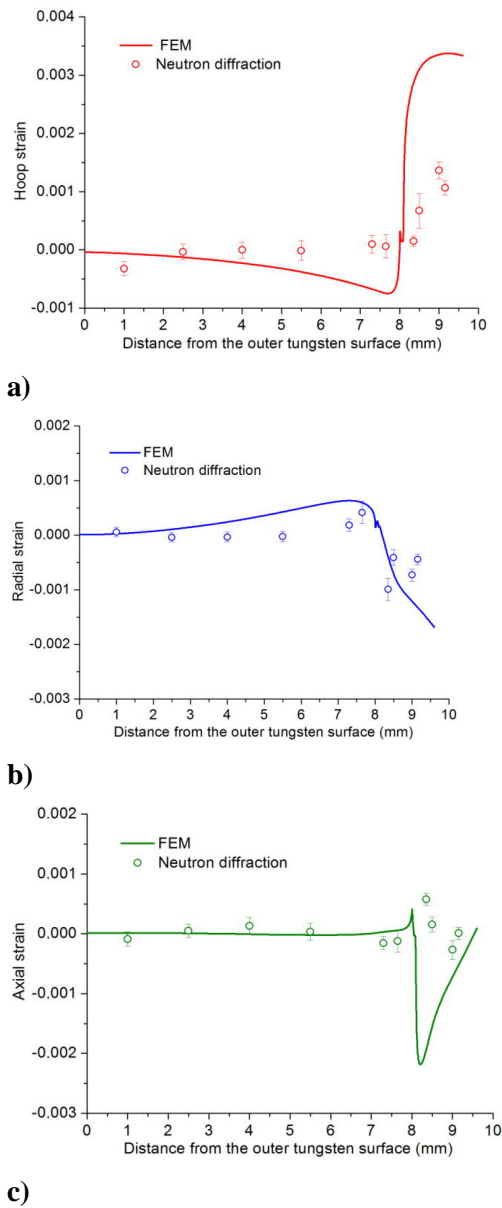 0.004
FEM
Neutron diffraction
0.003
0.002
Hoop strain
0.001
0.000
-0.001
0 1 2 3 4 5 6 7 8 9 10
Distance from the outer tungsten surface (mm)
a)
0.002
FEM
Neutron diffraction
0.001
0.000
Radial strain
-0.001
-0.002
-0.003
0 1 2 3 4 5 6 7 8 9 10
Distance from the outer tungsten surface (mm)
b)
0.002
FEM
Neutron diffraction
0.001
0.000
Axial strain
-0.001
-0.002
-0.003
0 1 2 3 4 5 6 7 8 9 10
Distance from the outer tungsten surface (mm)
c)